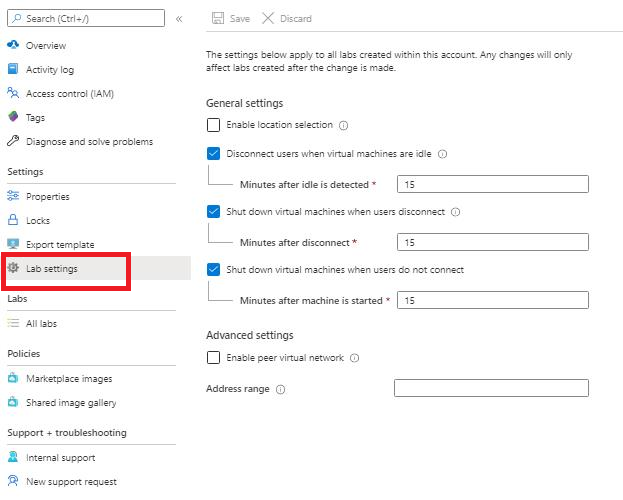 Search (Ctrl+/)
«
Overview
Activity log
Access control (IAM)
Tags
Diagnose and solve problems
Settings
Properties
Locks
Export template
Lab settings
Labs
All labs
Policies
Marketplace images
Shared image gallery
Support + troubleshooting
Internal support
New support request
Save
Discard
The settings below apply to all labs created within this account. Any changes will only
affect labs created after the change is made.
General settings
Enable location selection
Disconnect users when virtual machines are idle
Minutes after idle is detected * 15
Shut down virtual machines when users disconnect
Minutes after disconnect * 15
Shut down virtual machines when users do not connect
Minutes after machine is started * 15
Advanced settings
Enable peer virtual network
Address range